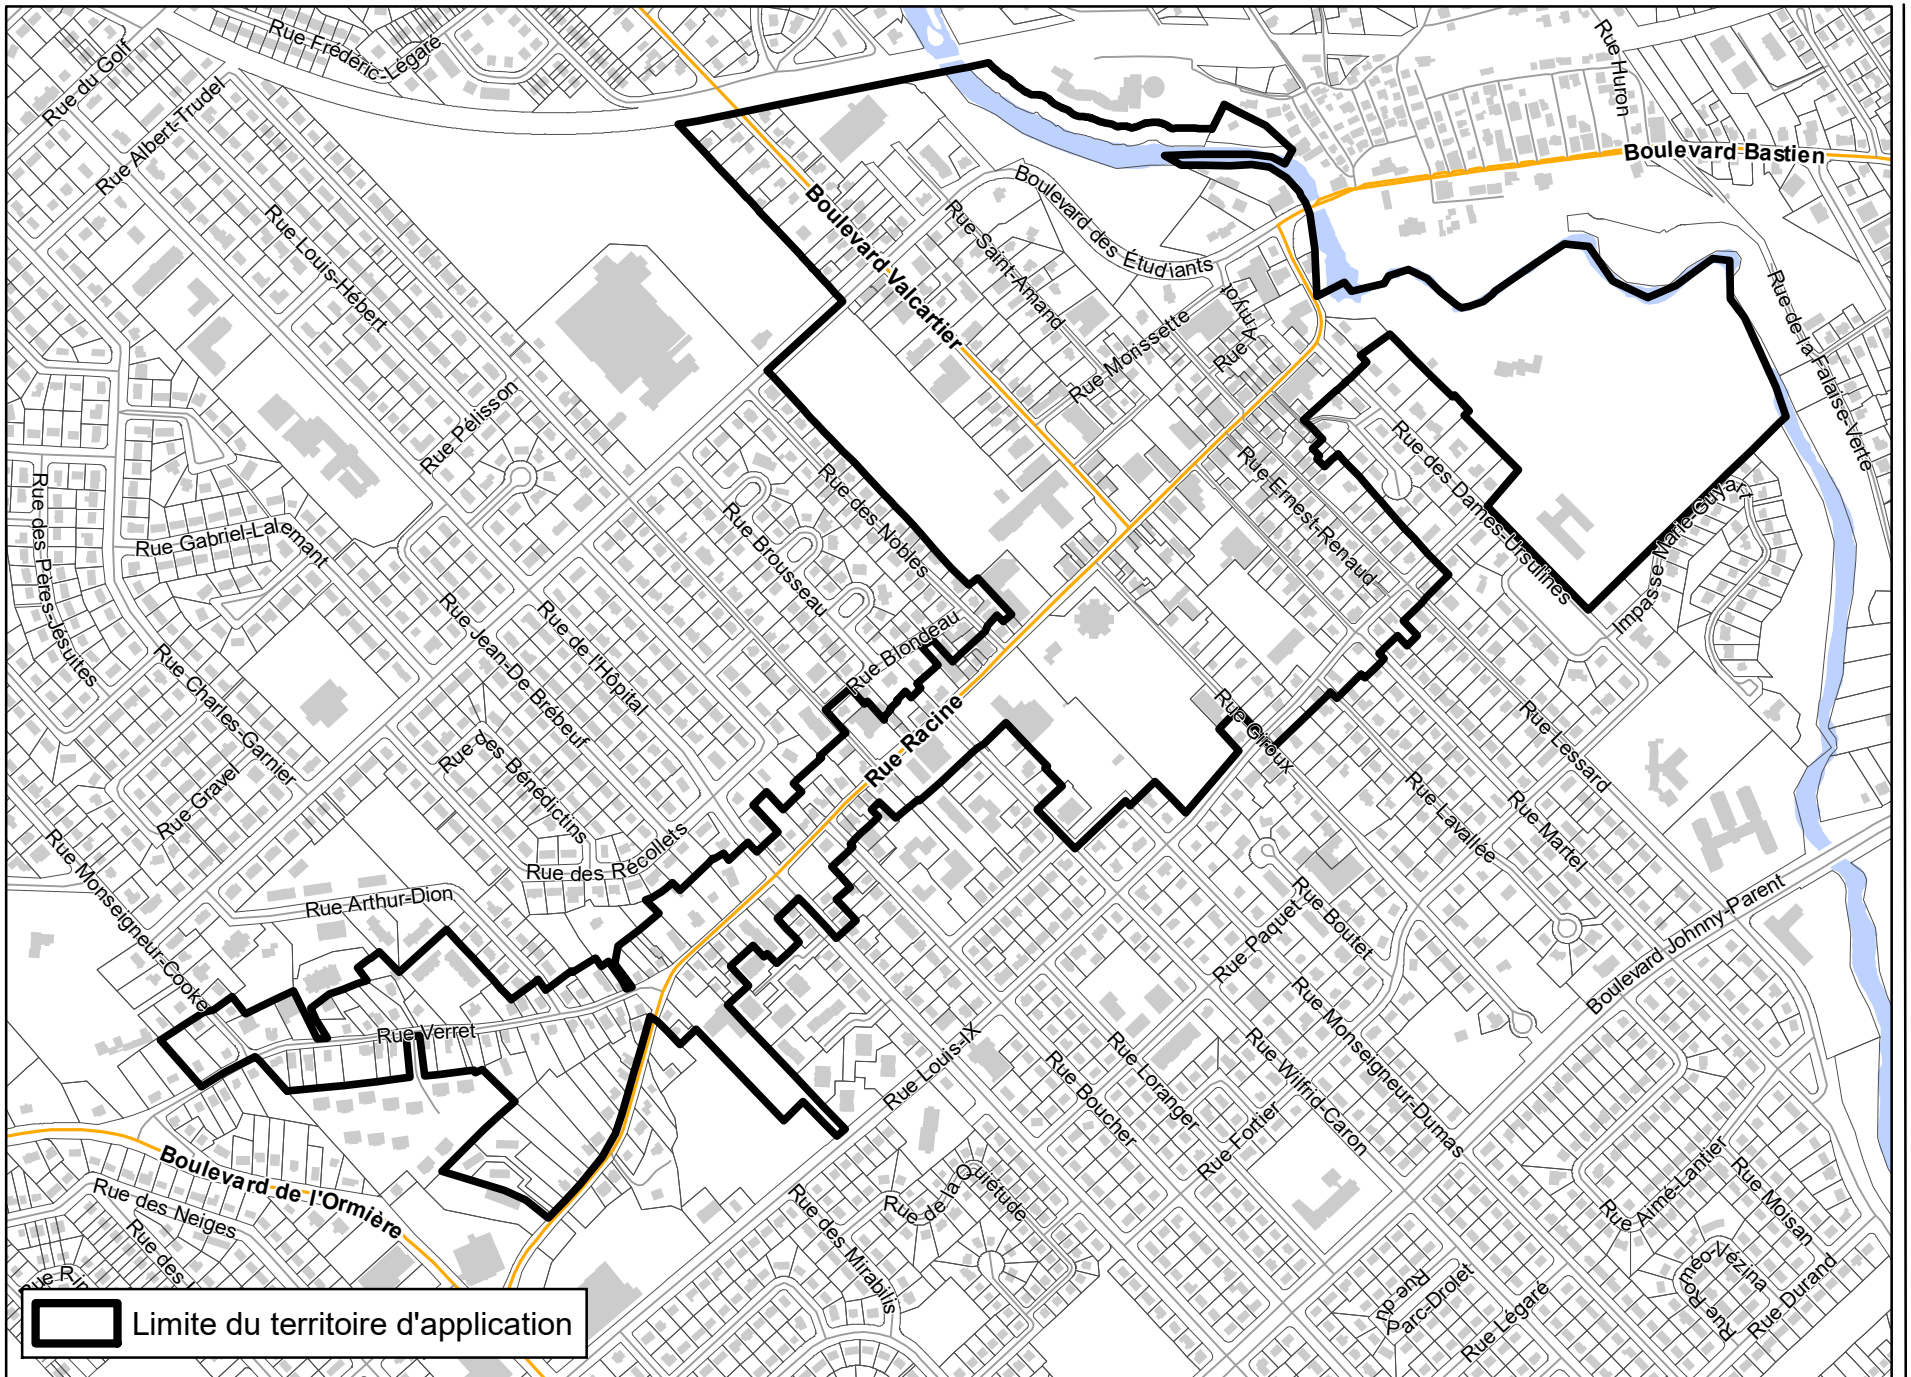 Rue Frédéric-Légaré
Rue du Golf
Rue Huron
Rue Albert-Trudel
Boulevard Bastien
Boulevard Valcartier
Boulevard des Étudiants
Rue Saint-Amand
Rue Louis-Hébert
Rue Amyot
Rue Morissette
Rue de la Falaise-Verte
Rue Pélisson
Rue des Dames-Ursulines
Rue Ernest-Renaud
Rue des Nobles
Rue Brousseau
Impasse Marie-Guyart
Rue des Pères-Jésuites
Rue Gabriel-Lalemant
Rue Jean-De Brébeuf
Rue de l'Hôpital
Rue Blondeau
Rue Charles-Garnier
Rue Racine
Rue Giroux
Rue Lessard
Rue des Bénédictins
Rue Gravel
Rue Lavallée
Rue Martel
Rue des Récollets
Rue Monseigneur-Cooke
Rue Arthur-Dion
Rue Boutet
Rue Paquet
Boulevard Johnny-Parent
Rue Verret
Rue Louis-IX
Rue Boucher
Rue Loranger
Rue Wilfrid-Caron
Rue Monseigneur-Dumas
Rue Fortier
Boulevard de l'Ormière
Rue des Neiges
Rue des
Rue de la Quiétude
Rue des Mirabilis
Rue Aimé-Lantier
Rue Moisan
Rue du
Parc-Drolet
Rue Roméo-Vézina
Rue Durand
Rue Légaré
Limite du territoire d'application